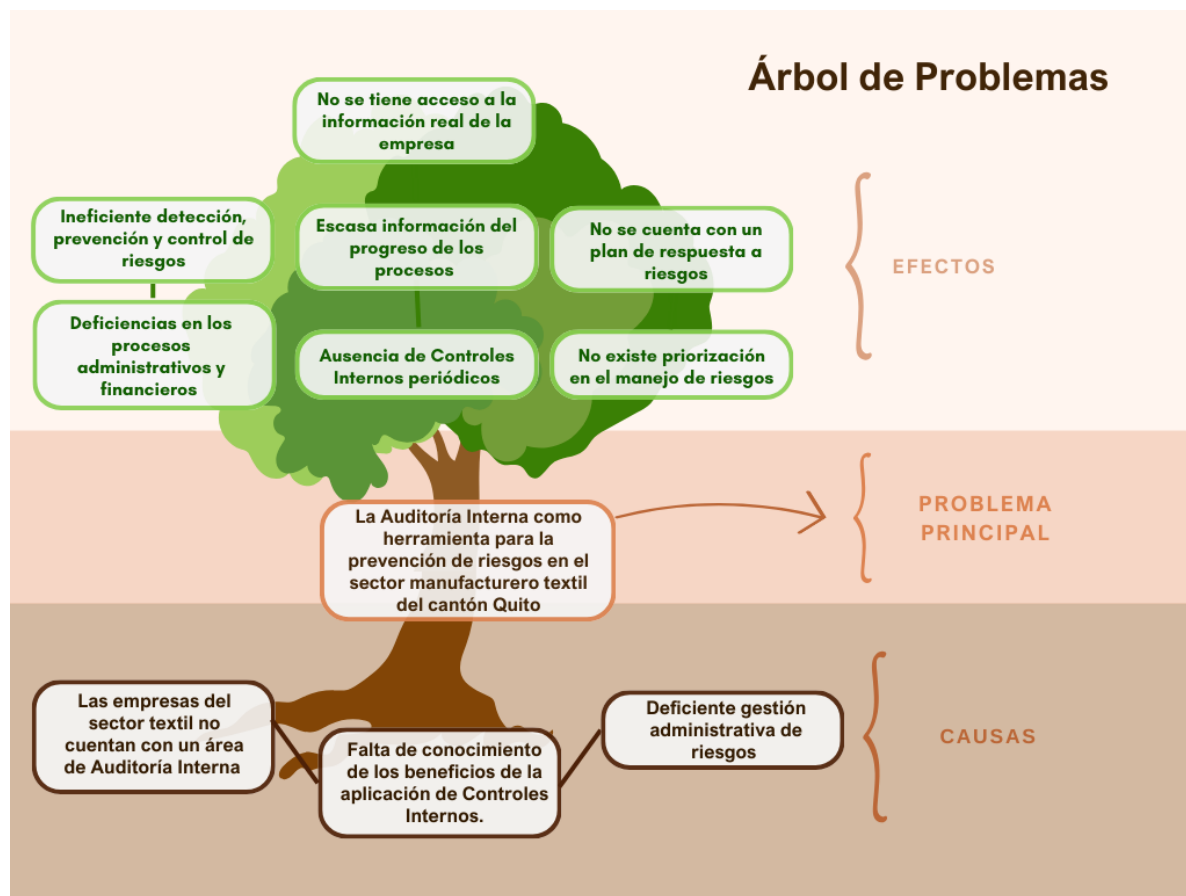 Árbol de Problemas
No se tiene acceso a la
información real de la
empresa
Ineficiente detección,
prevención y control de
riesgos
Escasa información del
progreso de los
procesos
No se cuenta con un
plan de respuesta a
riesgos
EFECTOS
Deficiencias en los
procesos
administrativos y
financieros
Ausencia de Controles
Internos periódicos
No existe priorización
en el manejo de riesgos
La Auditoría Interna como
herramienta para la
prevención de riesgos en el
sector manufacturero textil
del cantón Quito
PROBLEMA
PRINCIPAL
Las empresas del
sector textil no
cuentan con un área
de Auditoría Interna
Falta de conocimiento
de los beneficios de la
aplicación de Controles
Internos.
Deficiente gestión
administrativa de
riesgos
CAUSAS